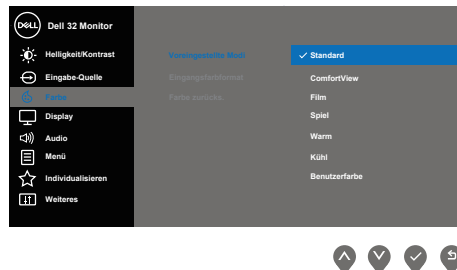 DELL Dell 32 Monitor
Helligkeit/Kontrast
Eingabe-Quelle
Farbe
Display
Audio
Menü
Individualisieren
Weiteres
Voreingestellte Modi
Eingangsfarbformat
Farbe zurücks.
Standard
ComfortView
Film
Spiel
Warm
Kühl
Benutzerfarbe